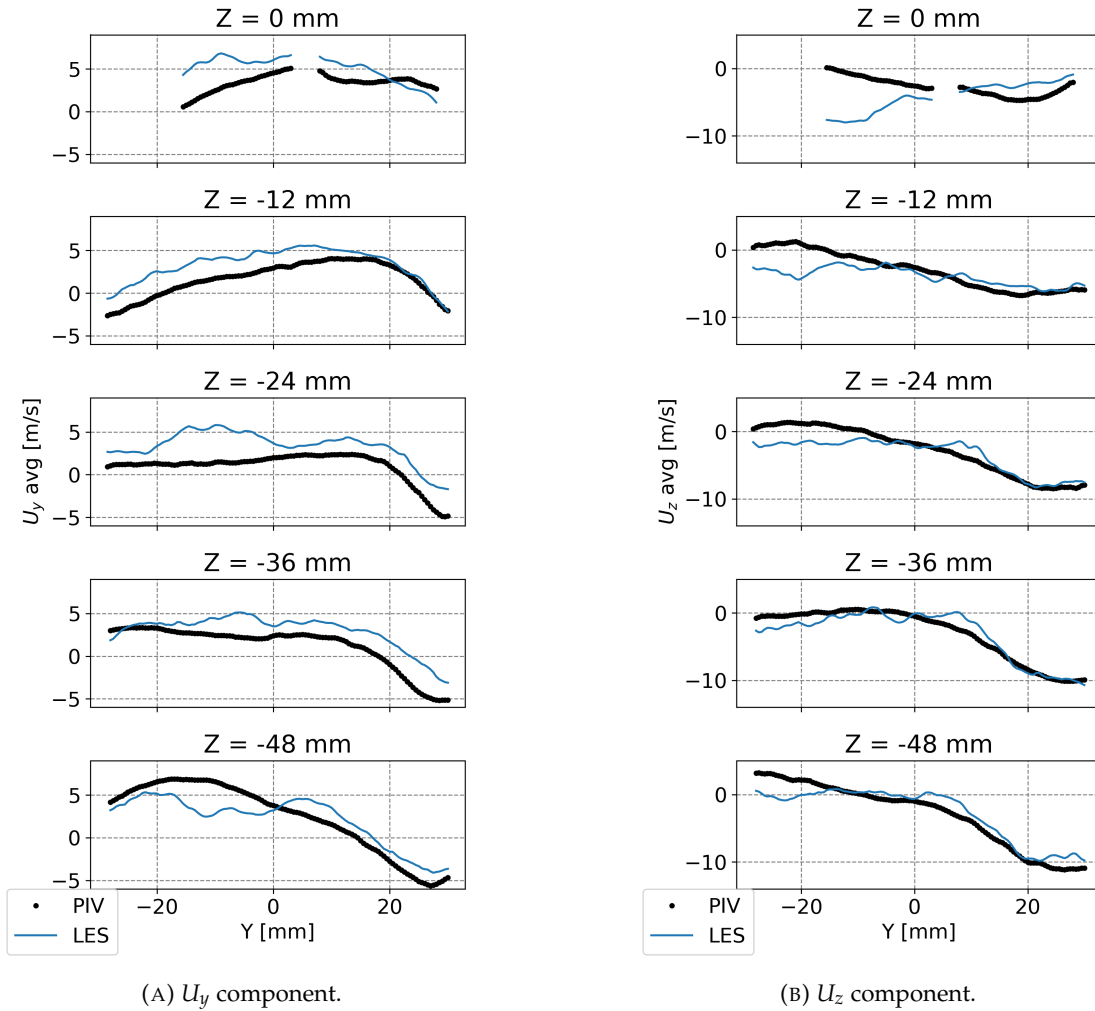 Z = 0 mm
5
0
−5
Z = -12 mm
5
0
−5
Z = -24 mm
5
0
−5
U_y avg [m/s]
Z = -36 mm
5
0
−5
Z = -48 mm
5
0
−5
−20
0
20
Y [mm]
PIV
LES
(A) U_y component.
Z = 0 mm
0
−10
Z = -12 mm
0
−10
Z = -24 mm
0
−10
U_z avg [m/s]
Z = -36 mm
0
−10
Z = -48 mm
0
−10
−20
0
20
Y [mm]
PIV
LES
(B) U_z component.